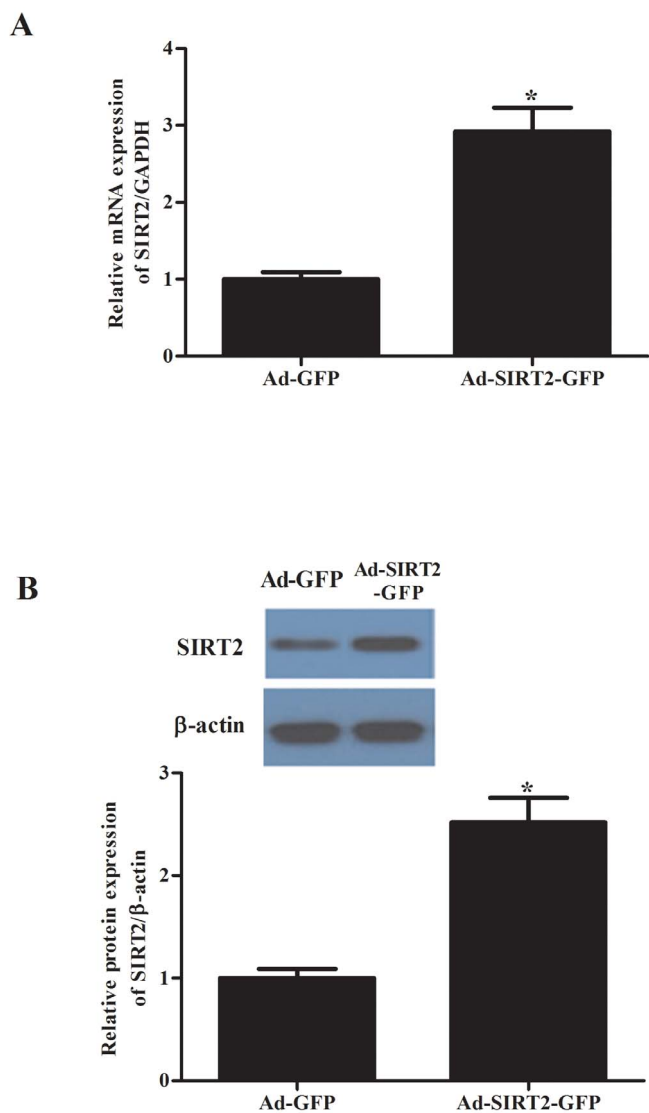 A
Relative mRNA expression
of SIRT2/GAPDH
4
3
2
1
0
*
Ad-GFP
Ad-SIRT2-GFP
B
Ad-GFP
Ad-SIRT2
-GFP
SIRT2
β-actin
Relative protein expression
of SIRT2/β-actin
3
2
1
0
*
Ad-GFP
Ad-SIRT2-GFP